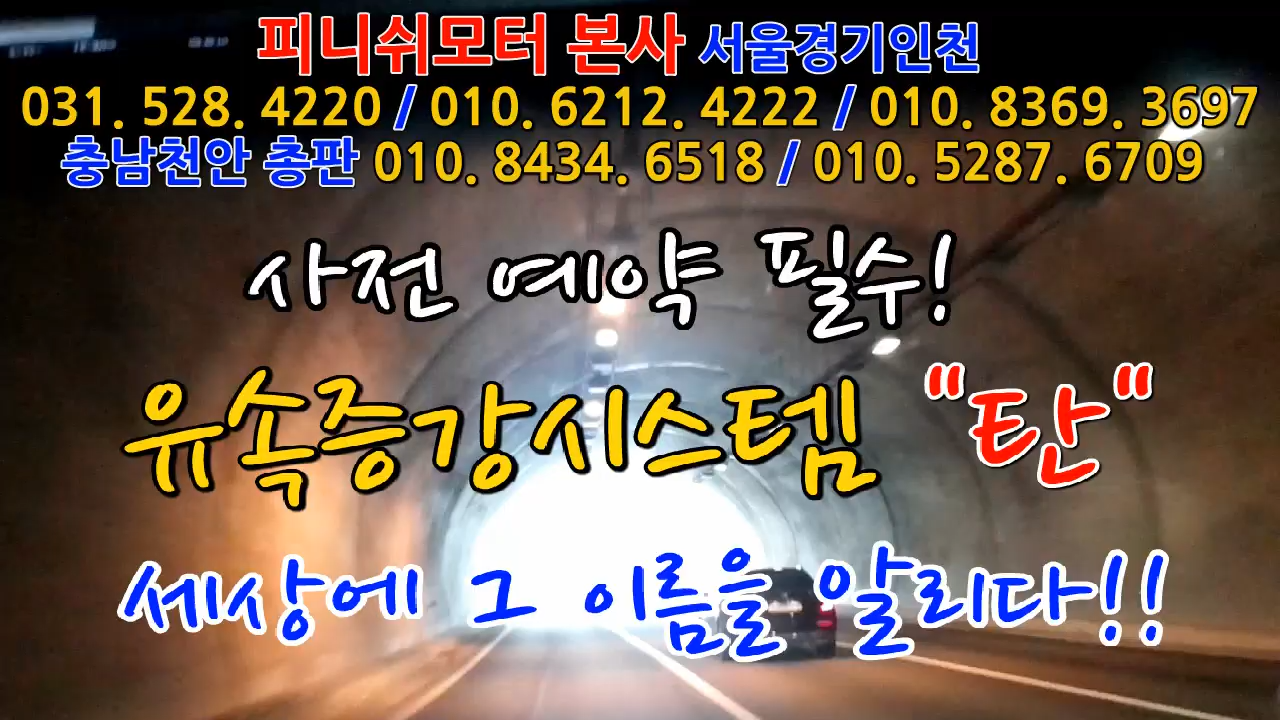 피니쉬모터 본사 서울경기인천
031. 528. 4220 / 010. 6212. 4222 / 010. 8369. 3697
충남천안 총판 010. 8434. 6518 / 010. 5287. 6709
사전 예약 필수!
유속증강시스템 "탄"
세상에 그 이름을 알리다!!